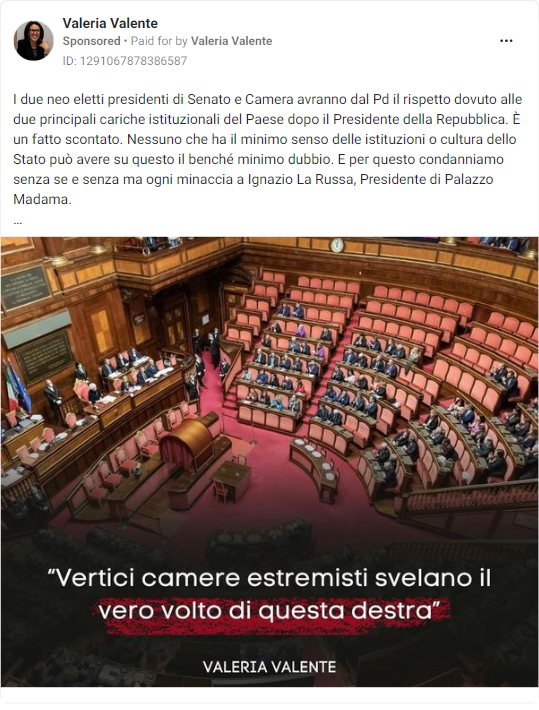 Valeria Valente
Sponsored • Paid for by Valeria Valente
ID: 1291067878386587
I due neo eletti presidenti di Senato e Camera avranno dal Pd il rispetto dovuto alle
due principali cariche istituzionali del Paese dopo il Presidente della Repubblica. È
un fatto scontato. Nessuno che ha il minimo senso delle istituzioni o cultura dello
Stato può avere su questo il benché minimo dubbio. E per questo condanniamo
senza se e senza ma ogni minaccia a Ignazio La Russa, Presidente di Palazzo
Madama.
...
“Vertici camere estremisti svelano il
vero volto di questa destra”
VALERIA VALENTE